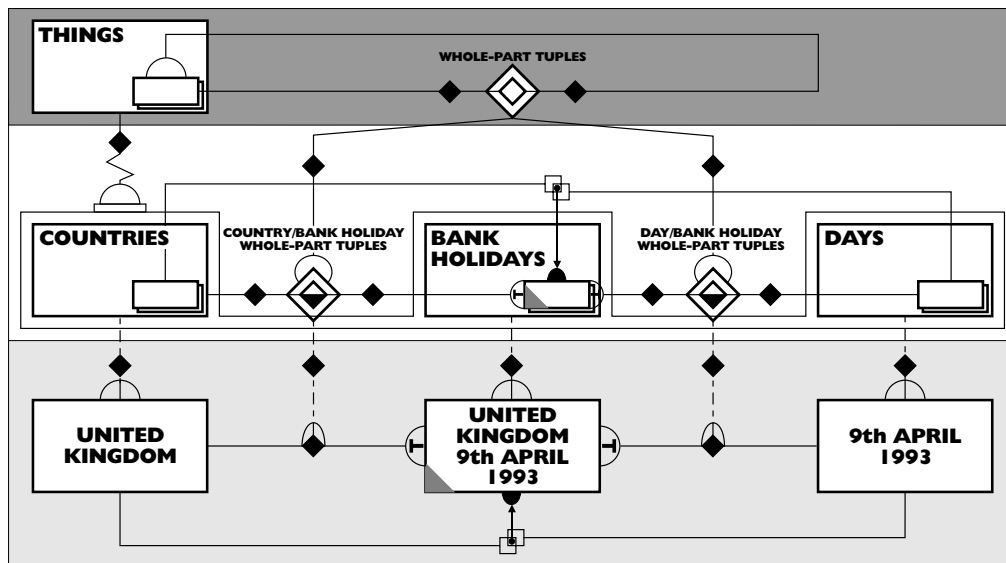 THINGS
WHOLE-PART TUPLES
COUNTRIES
COUNTRY/BANK HOLIDAY
WHOLE-PART TUPLES
BANK
HOLIDAYS
DAY/BANK HOLIDAY
WHOLE-PART TUPLES
DAYS
UNITED
KINGDOM
UNITED
KINGDOM
9th APRIL
1993
9th APRIL
1993